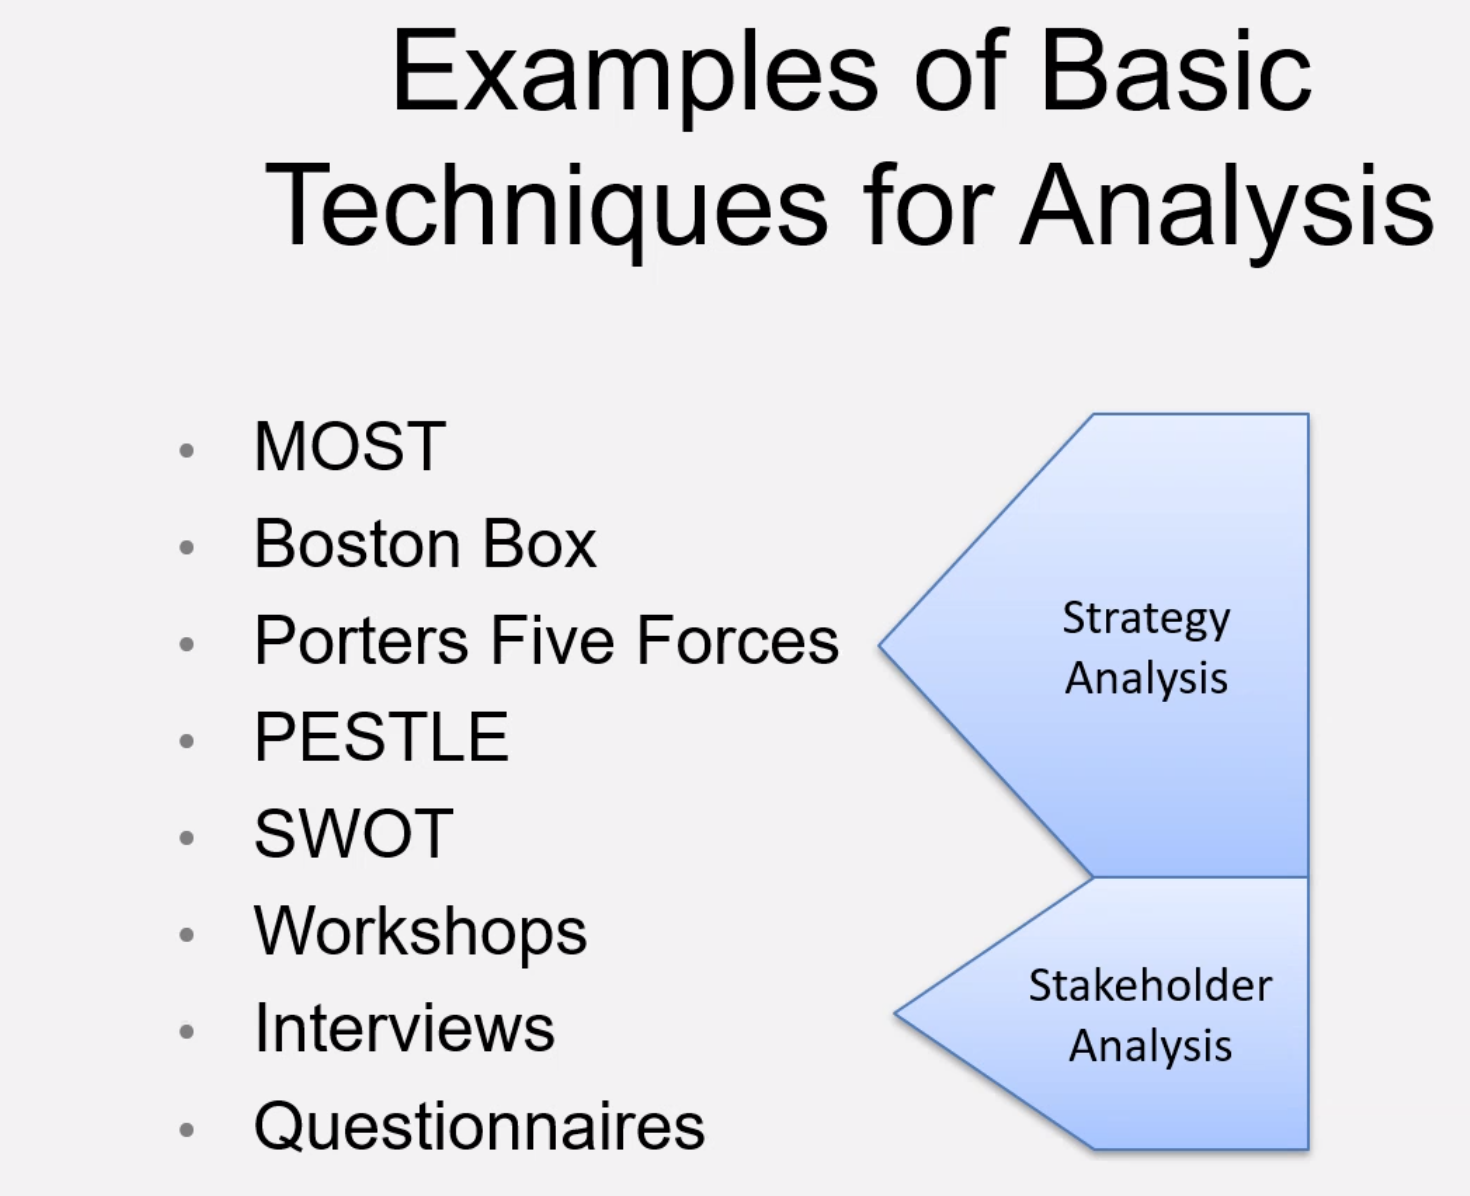 Examples of Basic
Techniques for Analysis
MOST
Boston Box
Porters Five Forces
PESTLE
SWOT
Workshops
Interviews
Questionnaires
Strategy
Analysis
Stakeholder
Analysis